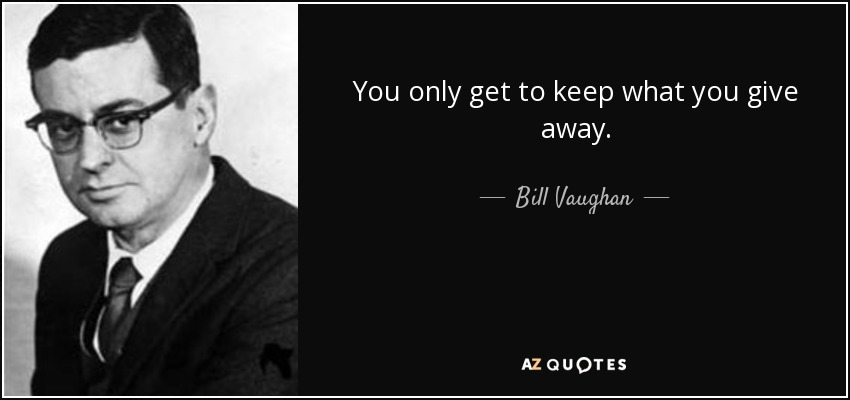 You only get to keep what you give
away.
— Bill Vaughan —
AZ QUOTES